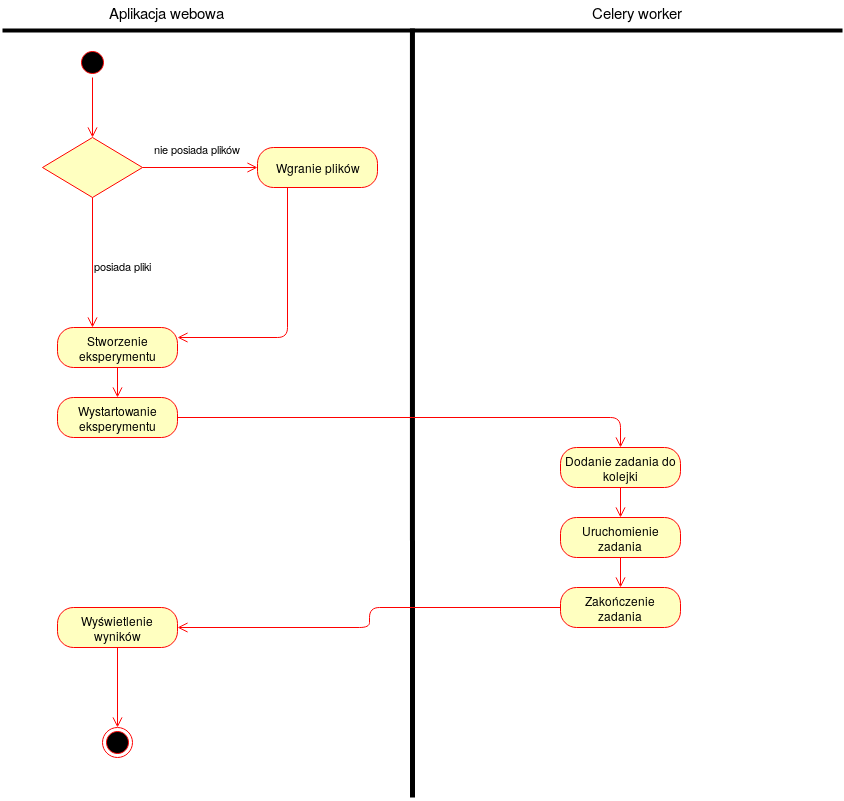 Aplikacja webowa
Celery worker
nie posiada plików
Wgranie plików
posiada pliki
Stworzenie
eksperymentu
Wystartowanie
eksperymentu
Dodanie zadania do
kolejki
Uruchomienie
zadania
Zakończenie
zadania
Wyświetlenie
wyników